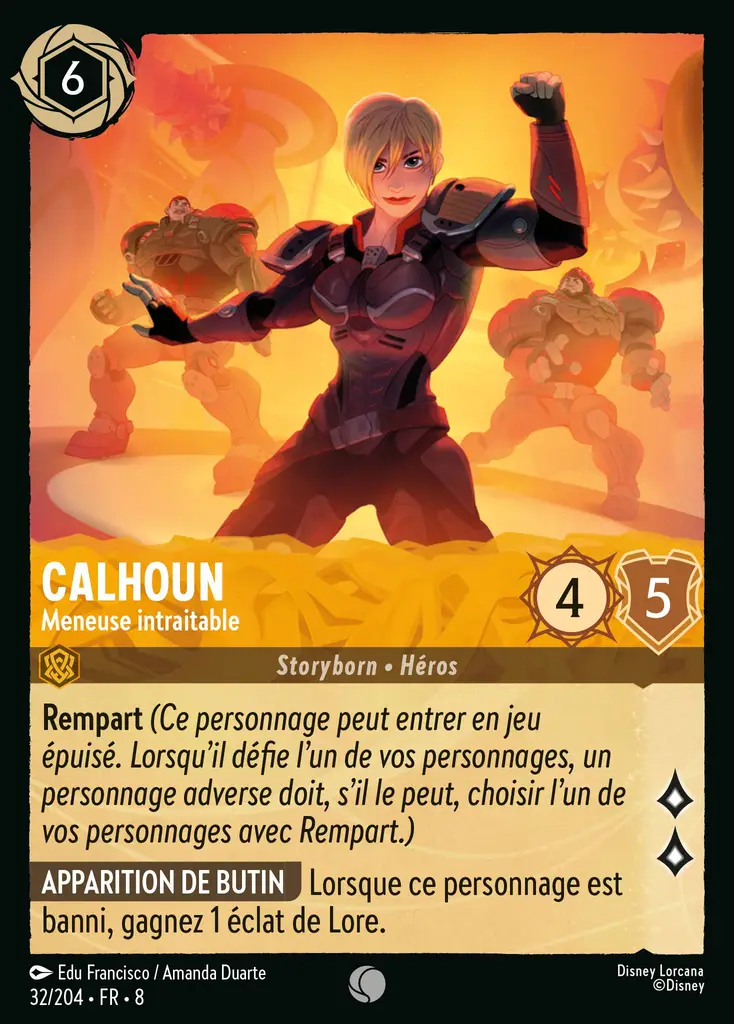 6
CALHOUN
Meneuse intraitable
4
5
Storyborn • Héros
Rempart (Ce personnage peut entrer en jeu
épuisé. Lorsqu'il défie l'un de vos personnages, un
personnage adverse doit, s'il le peut, choisir l'un de
vos personnages avec Rempart.)
APPARITION DE BUTIN Lorsque ce personnage est
banni, gagnez 1 éclat de Lore.
Edu Francisco / Amanda Duarte
32/204 • FR • 8
Disney Lorcana
©Disney